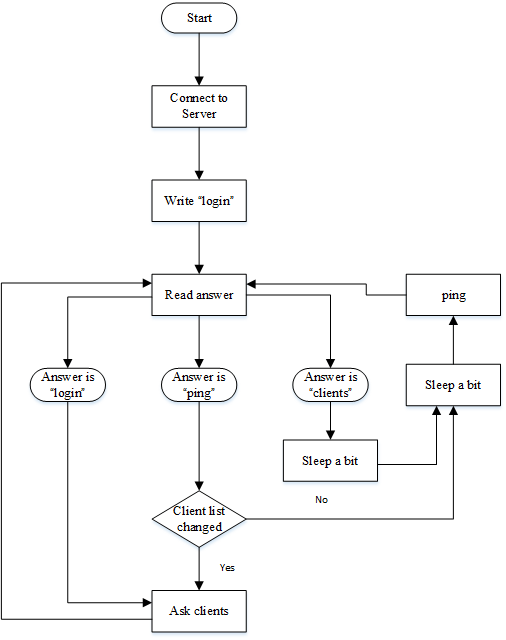 Start
Connect to
Server
Write “login”
Read answer
ping
Answer is
“login”
Answer is
“ping”
Answer is
“clients”
Sleep a bit
Sleep a bit
No
Client list
changed
Yes
Ask clients